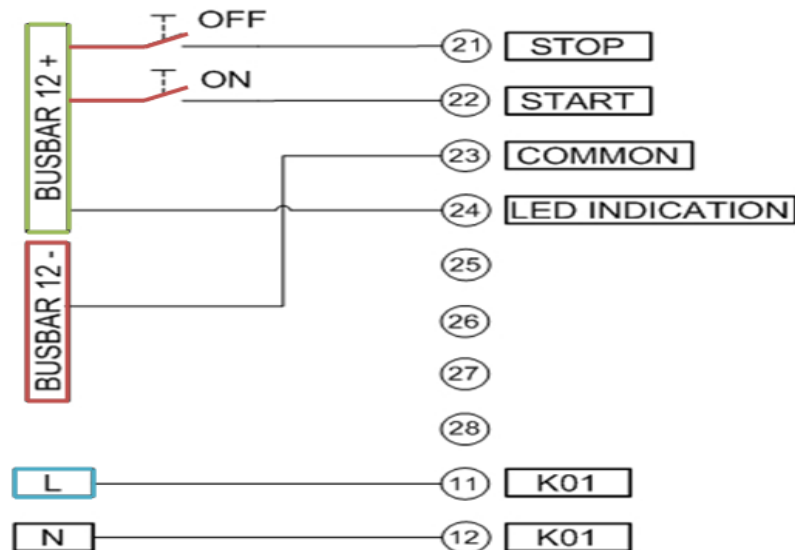 OFF
21 STOP
ON
22 START
BUSBAR 12 +
23 COMMON
24 LED INDICATION
25
BUSBAR 12 -
26
27
28
L 11 K01
N 12 K01